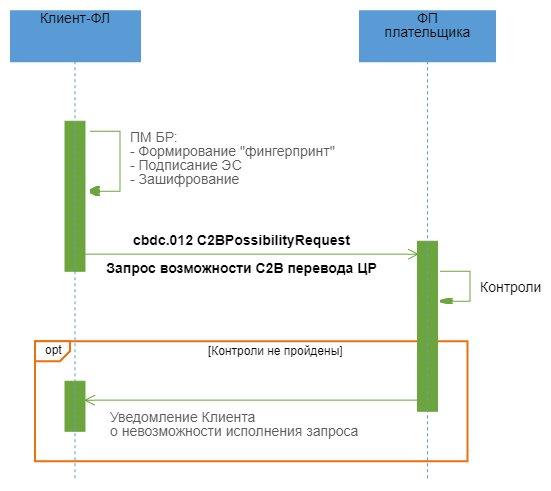 Клиент-ФЛ
ФП
плательщика
ПМ БР:
- Формирование "фингерпринт"
- Подписание ЭС
- Зашифрование
cbdc.012 C2BPossibilityRequest
Запрос возможности С2В перевода ЦР
Контроли
opt
[Контроли не пройдены]
Уведомление Клиента
о невозможности исполнения запроса